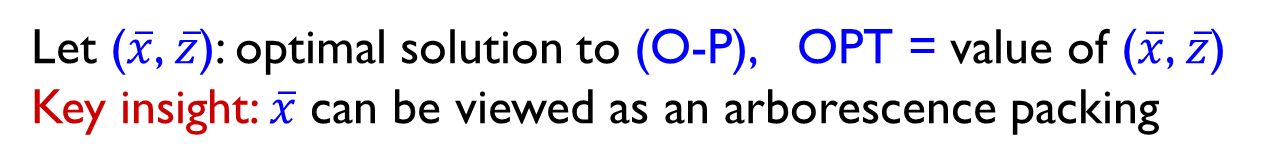 Let (x̄, z̄): optimal solution to (O-P), OPT = value of (x̄, z̄)
Key insight: x̄ can be viewed as an arborescence packing